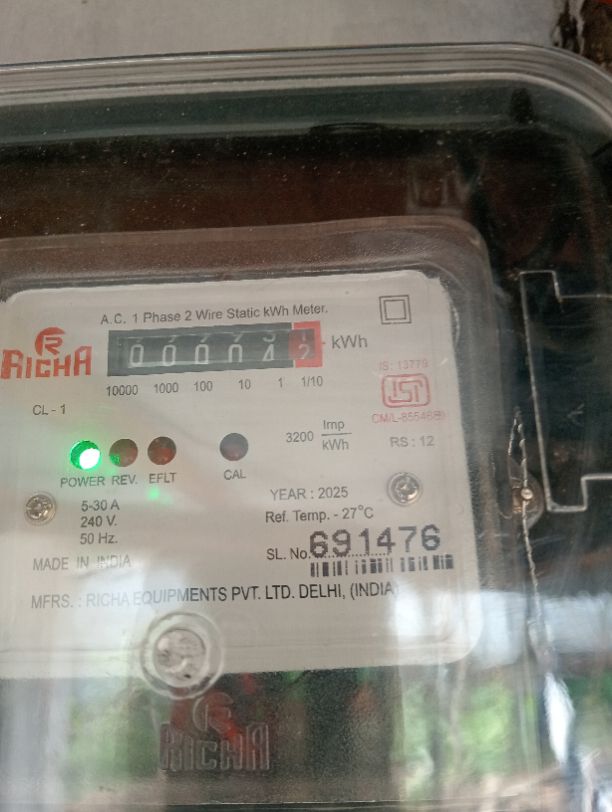 A.C. 1 Phase 2 Wire Static kWh Meter.
RICHA
00004 2 kWh
10000 1000 100 10 1 1/10
IS: 13779
ISI
CL - 1
3200 Imp/kWh
RS : 12
POWER REV. EFLT CAL
5-30 A
240 V.
50 Hz.
YEAR : 2025
Ref. Temp. - 27°C
SL. No. 691476
MADE IN INDIA
MFRS. : RICHA EQUIPMENTS PVT. LTD. DELHI, (INDIA)
RICHA